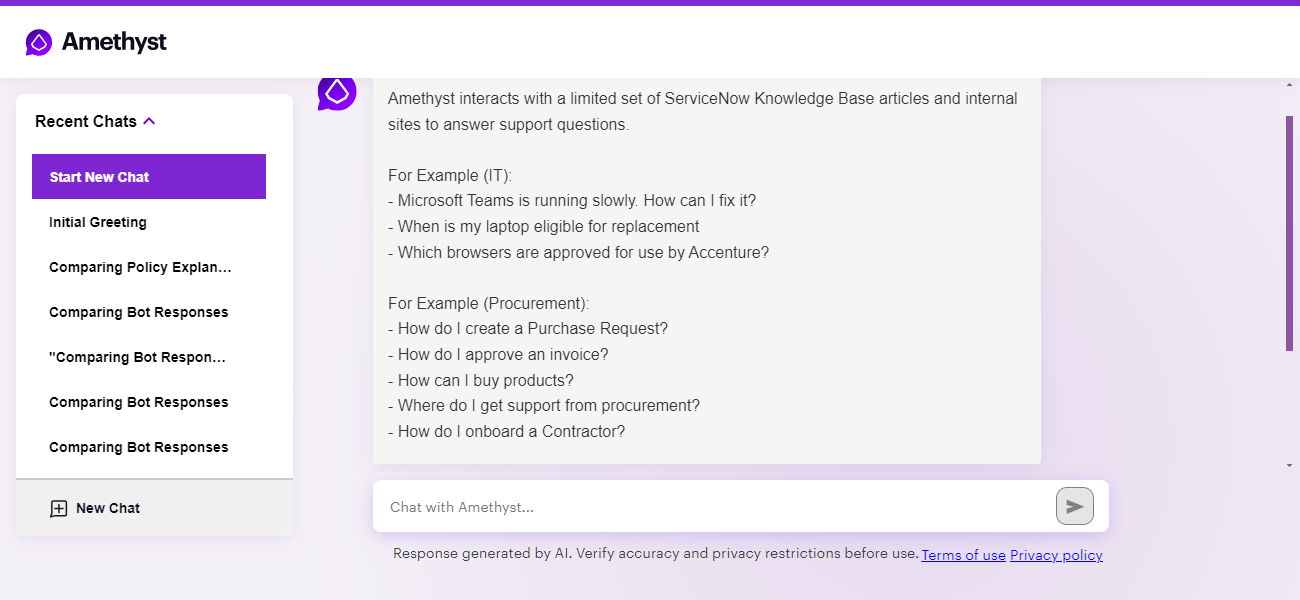 Amethyst
Recent Chats
Start New Chat
Initial Greeting
Comparing Policy Explan...
Comparing Bot Responses
"Comparing Bot Respon...
Comparing Bot Responses
Comparing Bot Responses
New Chat
Amethyst interacts with a limited set of ServiceNow Knowledge Base articles and internal
sites to answer support questions.
For Example (IT):
- Microsoft Teams is running slowly. How can I fix it?
- When is my laptop eligible for replacement
- Which browsers are approved for use by Accenture?
For Example (Procurement):
- How do I create a Purchase Request?
- How do I approve an invoice?
- How can I buy products?
- Where do I get support from procurement?
- How do I onboard a Contractor?
Chat with Amethyst...
Response generated by AI. Verify accuracy and privacy restrictions before use. Terms of use Privacy policy